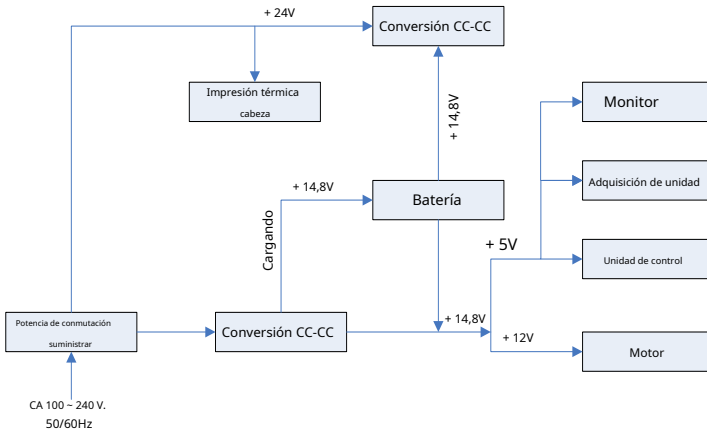 + 24V
Conversión CC-CC
Impresión térmica
cabeza
Monitor
+ 14,8V
Adquisición de unidad
+ 14,8V
Batería
Cargando
+ 5V
Unidad de control
Potencia de conmutación
suministrar
Conversión CC-CC
+ 14,8V
+ 12V
Motor
CA 100 ~ 240 V.
50/60Hz